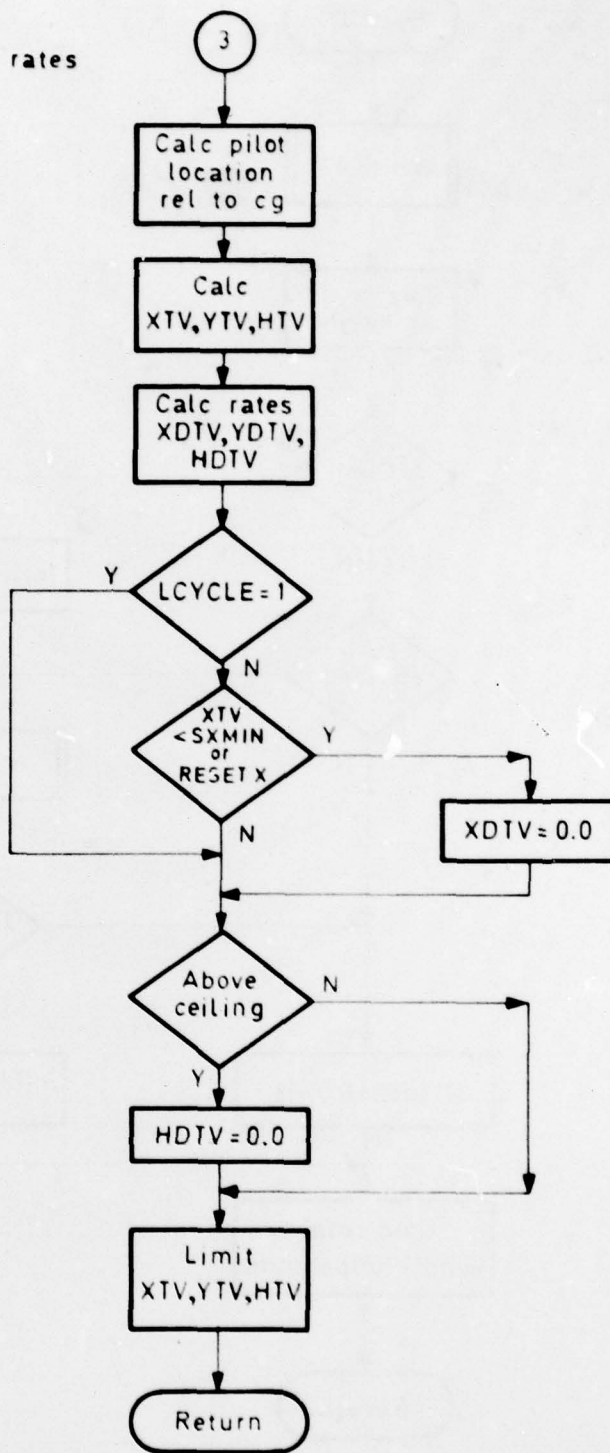 rates
3
Calc pilot
location
rel to cg
Calc
XTV, YTV, HTV
Calc rates
XDTV, YDTV,
HDTV
LCYCLE = 1
Y
N
XTV
< SXMIN
or
RESET X
Y
N
XDTV = 0.0
Above
ceiling
N
Y
HDTV = 0.0
Limit
XTV, YTV, HTV
Return